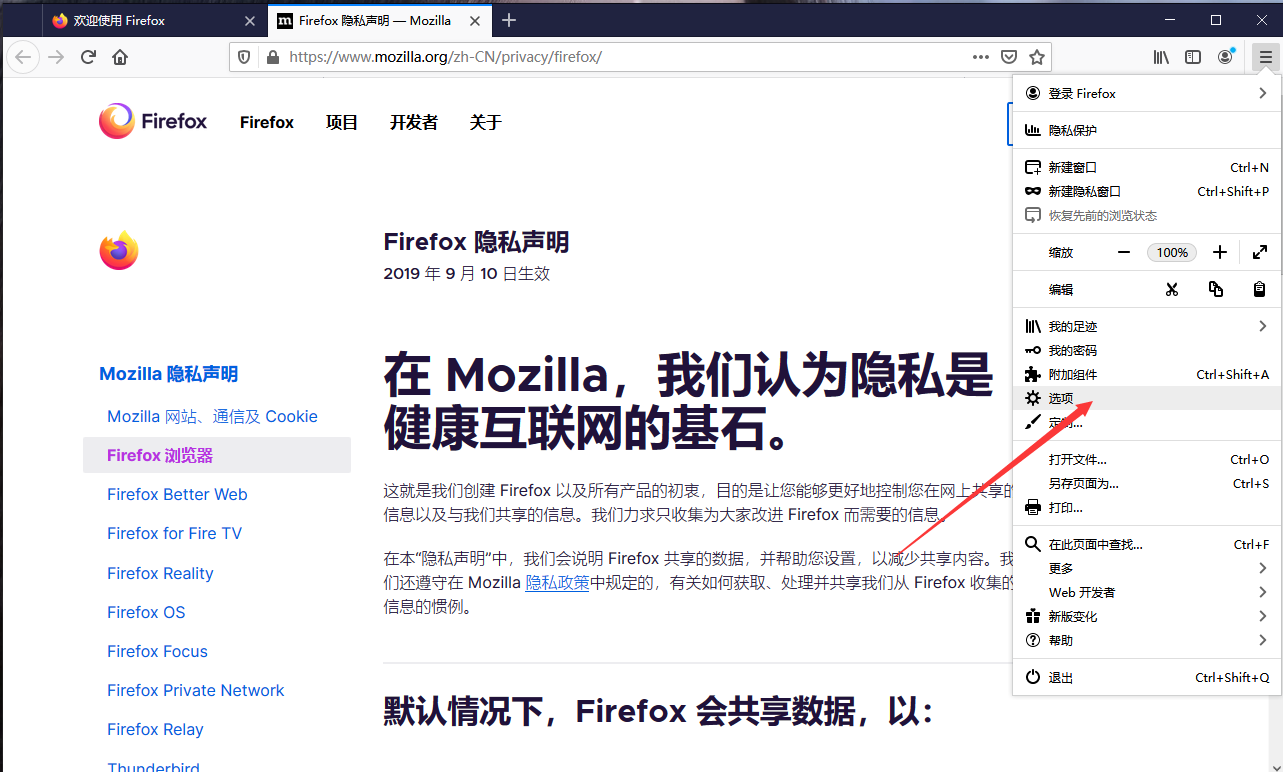 欢迎使用 Firefox
Firefox 隐私声明 — Mozilla
https://www.mozilla.org/zh-CN/privacy/firefox/
Firefox
Firefox
项目
开发者
关于
Firefox 隐私声明
2019 年 9 月 10 日生效
Mozilla 隐私声明
Mozilla 网站、通信及 Cookie
Firefox 浏览器
Firefox Better Web
Firefox for Fire TV
Firefox Reality
Firefox OS
Firefox Focus
Firefox Private Network
Firefox Relay
Thunderbird
在 Mozilla，我们认为隐私是
健康互联网的基石。
这就是我们创建 Firefox 以及所有产品的初衷，目的是让您能够更好地控制您在网上共享的
信息以及与我们共享的信息。我们力求只收集为大家改进 Firefox 而需要的信息。
在本“隐私声明”中，我们会说明 Firefox 共享的数据，并帮助您设置，以减少共享内容。我
们还遵守在 Mozilla 隐私政策中规定的，有关如何获取、处理并共享我们从 Firefox 收集的
信息的惯例。
默认情况下，Firefox 会共享数据，以：
登录 Firefox
隐私保护
新建窗口 Ctrl+N
新建隐私窗口 Ctrl+Shift+P
恢复先前的浏览状态
缩放 100%
编辑
我的足迹
我的密码
附加组件 Ctrl+Shift+A
选项
定制...
打开文件... Ctrl+O
另存页面为... Ctrl+S
打印...
在此页面中查找... Ctrl+F
更多
Web 开发者
新版变化
帮助
退出 Ctrl+Shift+Q